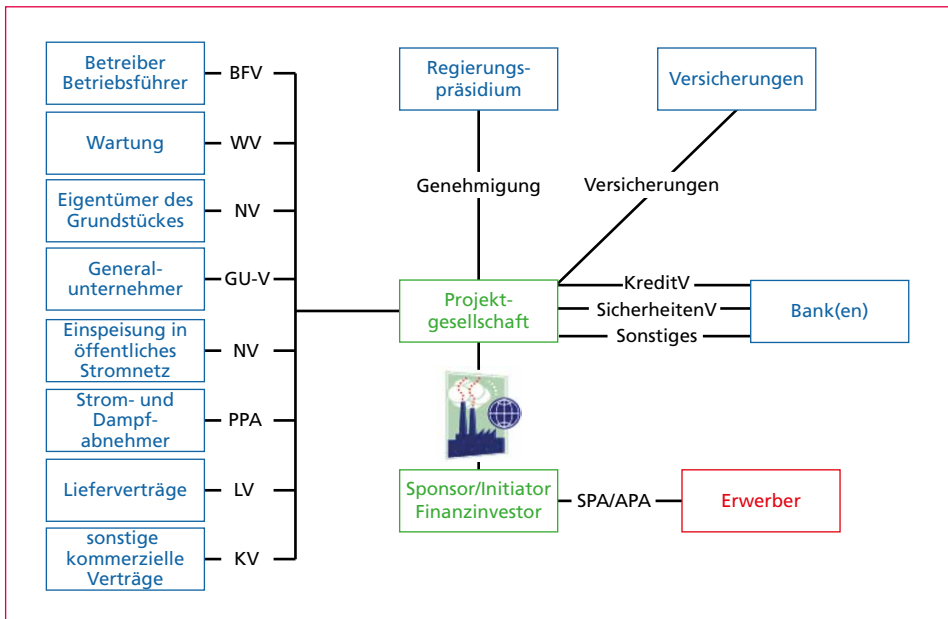 Betreiber
Betriebsführer
BFV
Wartung
WV
Eigentümer des
Grundstückes
NV
General-
unternehmer
GU-V
Einspeisung in
öffentliches
Stromnetz
NV
Strom- und
Dampf-
abnehmer
PPA
Lieferverträge
LV
sonstige
kommerzielle
Verträge
KV
Regierungs-
präsidium
Versicherungen
Genehmigung
Versicherungen
Projekt-
gesellschaft
KreditV
SicherheitenV
Sonstiges
Bank(en)
Sponsor/Initiator
Finanzinvestor
SPA/APA
Erwerber